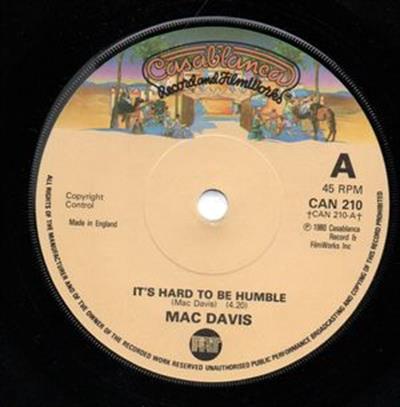 Casablanca
Record and FilmWorks
A
45 RPM
CAN 210
†CAN 210-A†
℗ 1980 Casablanca
Record &
FilmWorks Inc
Copyright
Control
Made in England
IT'S HARD TO BE HUMBLE
(Mac Davis) (4.20)
MAC DAVIS
ALL RIGHTS OF THE MANUFACTURER AND OF THE OWNER OF THE RECORDED WORK RESERVED UNAUTHORISED PUBLIC PERFORMANCE BROADCASTING AND COPYING OF THIS RECORD PROHIBITED